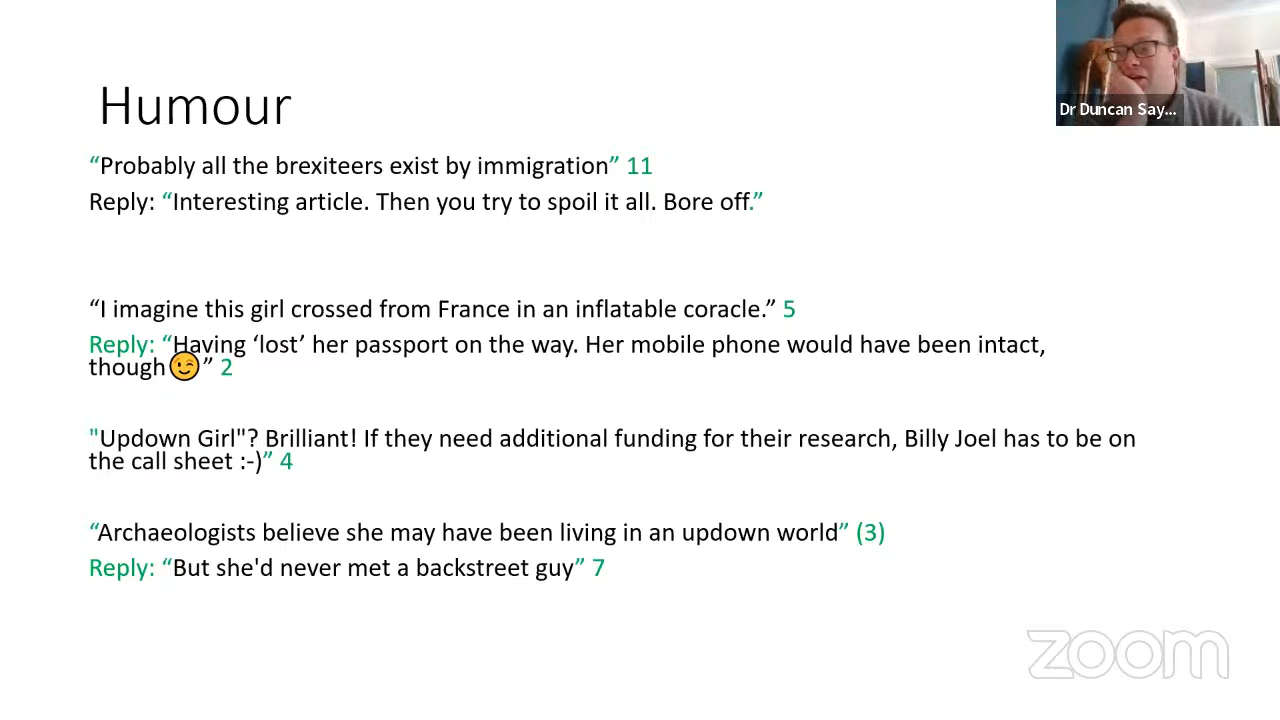 Dr Duncan Say...
Humour
“Probably all the brexiteers exist by immigration” 11
Reply: “Interesting article. Then you try to spoil it all. Bore off.”
“I imagine this girl crossed from France in an inflatable coracle.” 5
Reply: “Having ‘lost’ her passport on the way. Her mobile phone would have been intact,
though😉” 2
"Updown Girl"? Brilliant! If they need additional funding for their research, Billy Joel has to be on
the call sheet :-)” 4
“Archaeologists believe she may have been living in an updown world” (3)
Reply: “But she'd never met a backstreet guy” 7
zoom